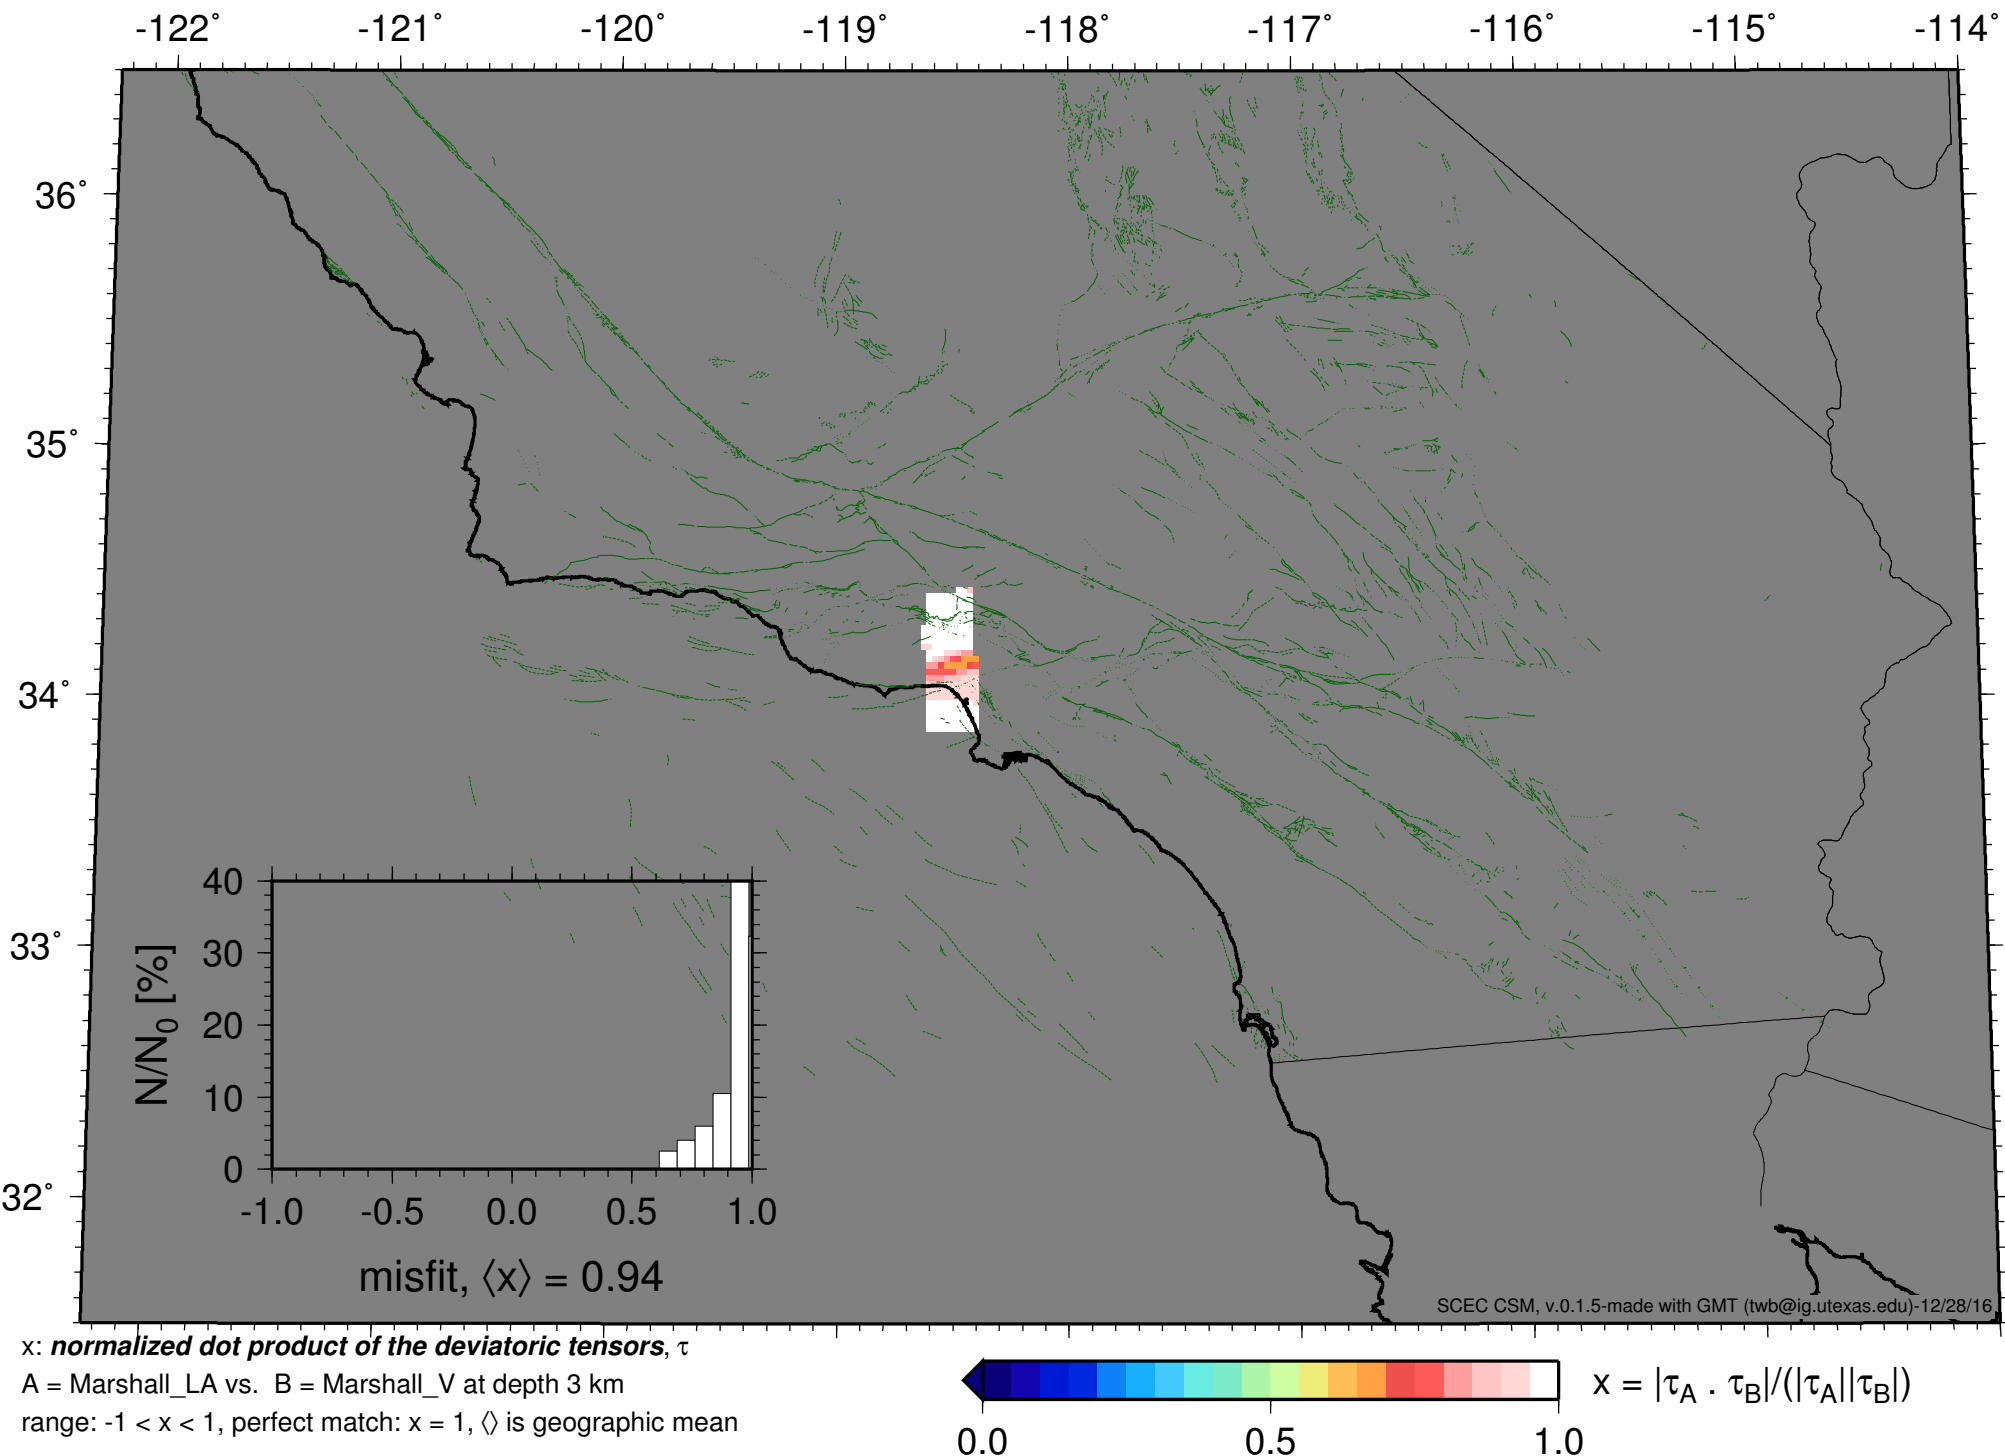 -122° -121° -120° -119° -118° -117° -116° -115° -114°
36°
35°
34°
33°
32°
40
30
20
10
0
N/N0 [%]
-1.0 -0.5 0.0 0.5 1.0
misfit, ⟨x⟩ = 0.94
SCEC CSM, v.0.1.5-made with GMT (twb@ig.utexas.edu)-12/28/16
x: normalized dot product of the deviatoric tensors, τ
A = Marshall_LA vs. B = Marshall_V at depth 3 km
range: -1 < x < 1, perfect match: x = 1, ⟨⟩ is geographic mean
x = |τA . τB|/(|τA||τB|)
0.0 0.5 1.0